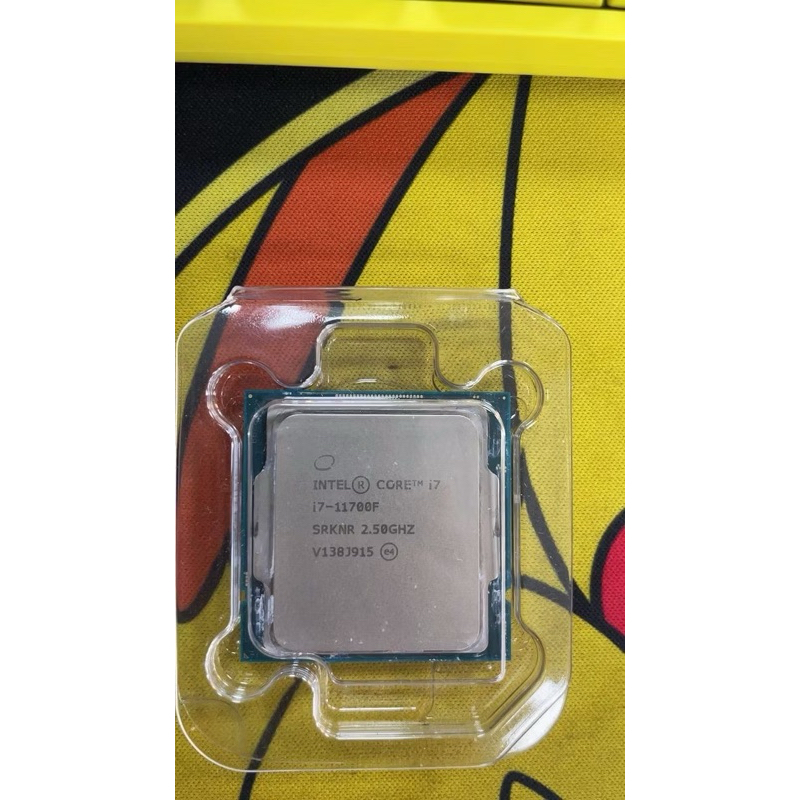 INTEL® CORE™ i7
i7-11700F
SRKNR 2.50GHZ
V138J915 e4